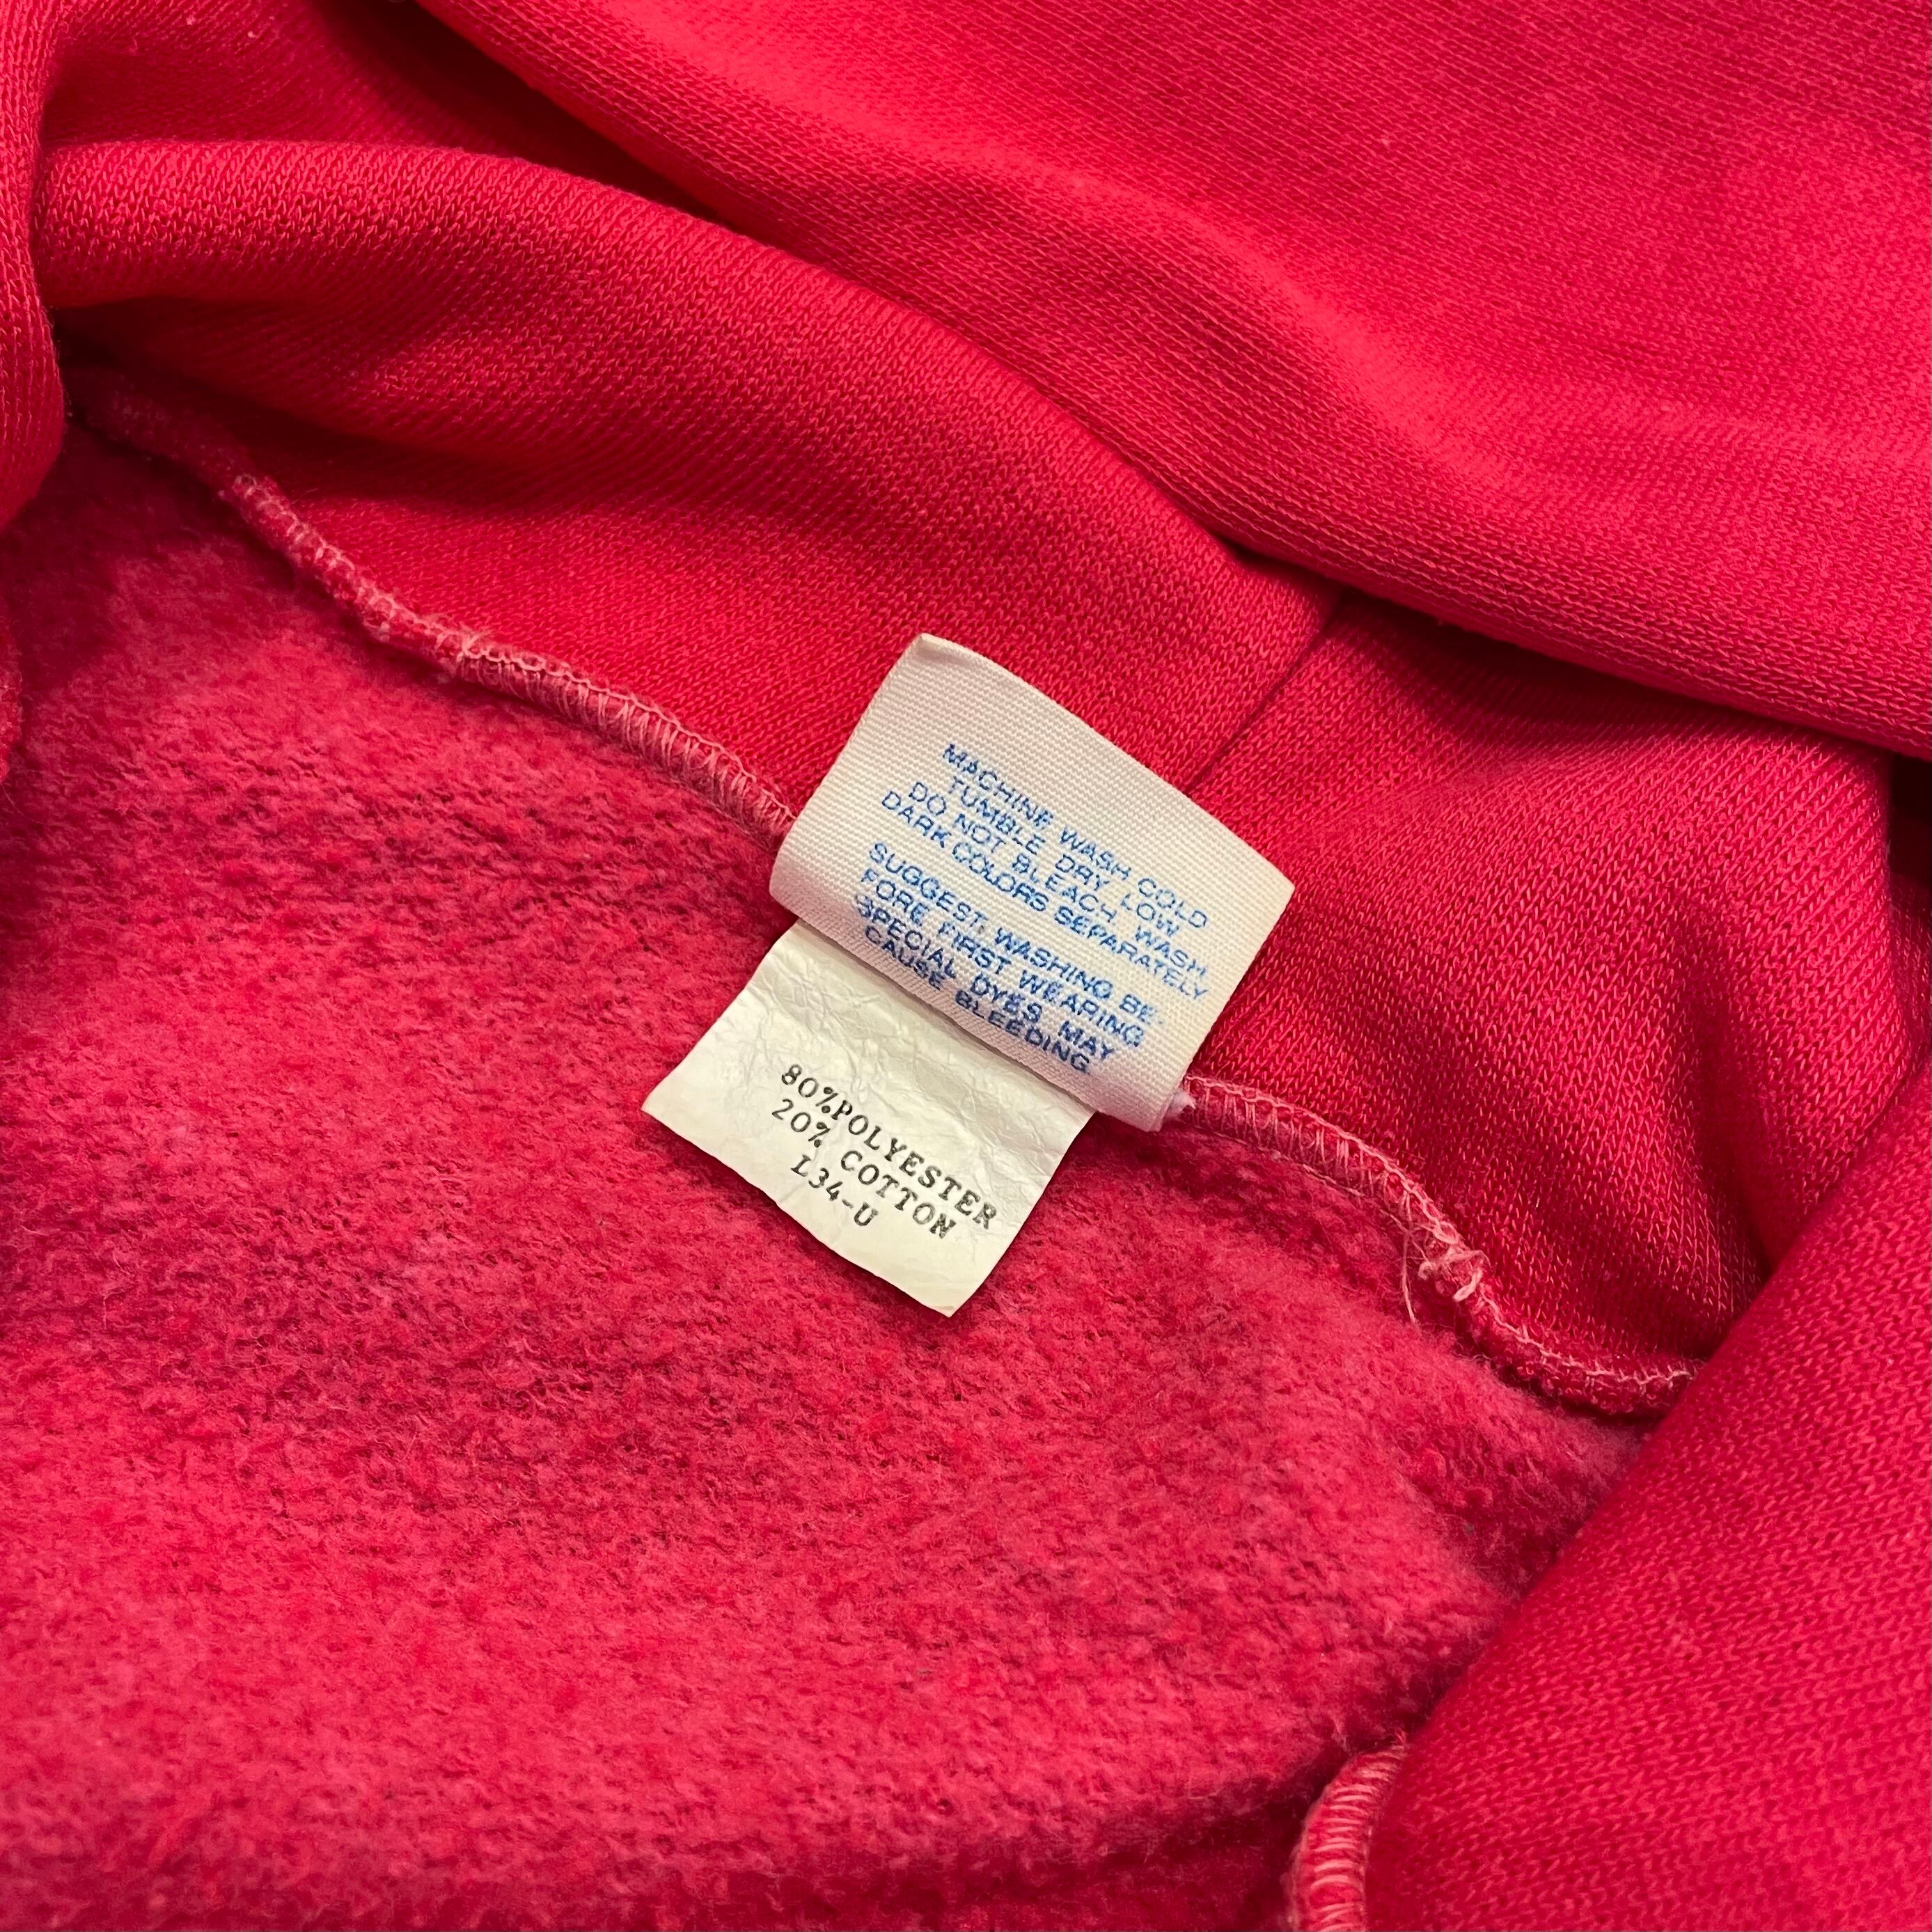 MACHINE WASH COLD
TUMBLE DRY LOW
DO NOT BLEACH WASH
DARK COLORS SEPARATELY
SUGGEST WASHING BE-
FORE FIRST WEARING
SPECIAL DYES MAY
CAUSE BLEEDING
80%POLYESTER
20% COTTON
L34-U